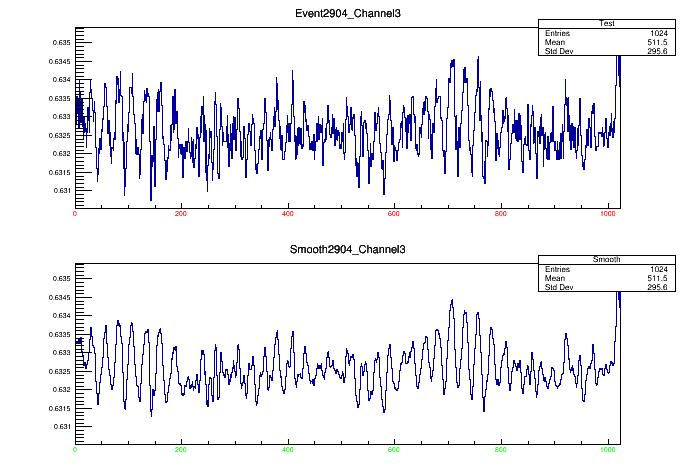 Event2904_Channel3
Test
Entries 1024
Mean 511.5
Std Dev 295.6
0.635
0.6345
0.634
0.6335
0.633
0.6325
0.632
0.6315
0.631
0 200 400 600 800 1000
Smooth2904_Channel3
Smooth
Entries 1024
Mean 511.5
Std Dev 295.6
0.635
0.6345
0.634
0.6335
0.633
0.6325
0.632
0.6315
0.631
0 200 400 600 800 1000